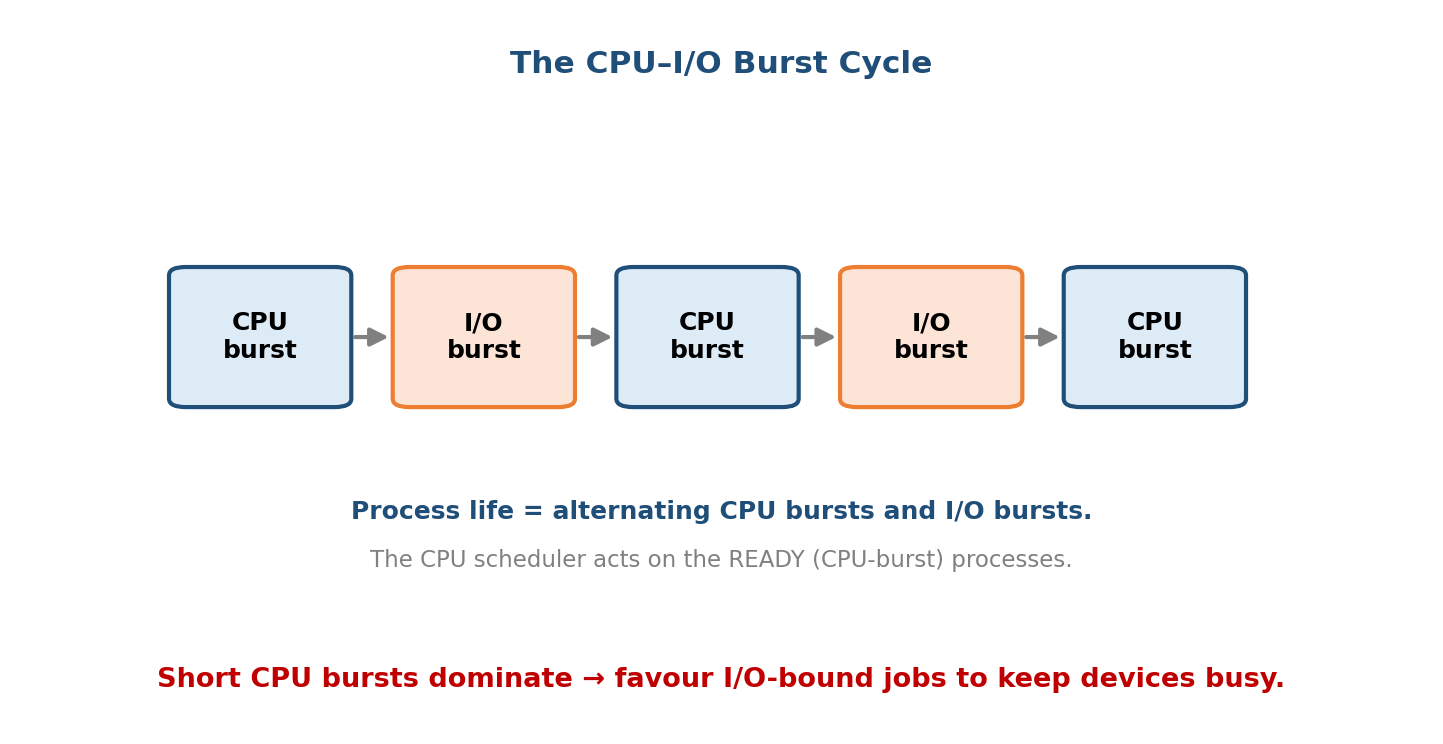 The CPU–I/O Burst Cycle
CPU
burst
I/O
burst
CPU
burst
I/O
burst
CPU
burst
Process life = alternating CPU bursts and I/O bursts.
The CPU scheduler acts on the READY (CPU-burst) processes.
Short CPU bursts dominate → favour I/O-bound jobs to keep devices busy.